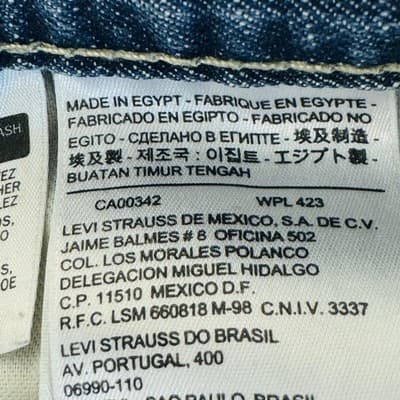 MADE IN EGYPT - FABRIQUE EN EGYPTE -
FABRICADO EN EGIPTO - FABRICADO NO
EGITO - СДЕЛАНО В ЕГИПТЕ - 埃及制造 -
埃及製 - 제조국 : 이집트 - エジプト製 -
BUATAN TIMUR TENGAH
CA00342 WPL 423
LEVI STRAUSS DE MEXICO, S.A. DE C.V.
JAIME BALMES # 8 OFICINA 502
COL. LOS MORALES POLANCO
DELEGACION MIGUEL HIDALGO
C.P. 11510 MEXICO D.F.
R.F.C. LSM 660818 M-98 C.N.I.V. 3337
LEVI STRAUSS DO BRASIL
AV. PORTUGAL, 400
06990-110
SAO PAULO, BRASIL